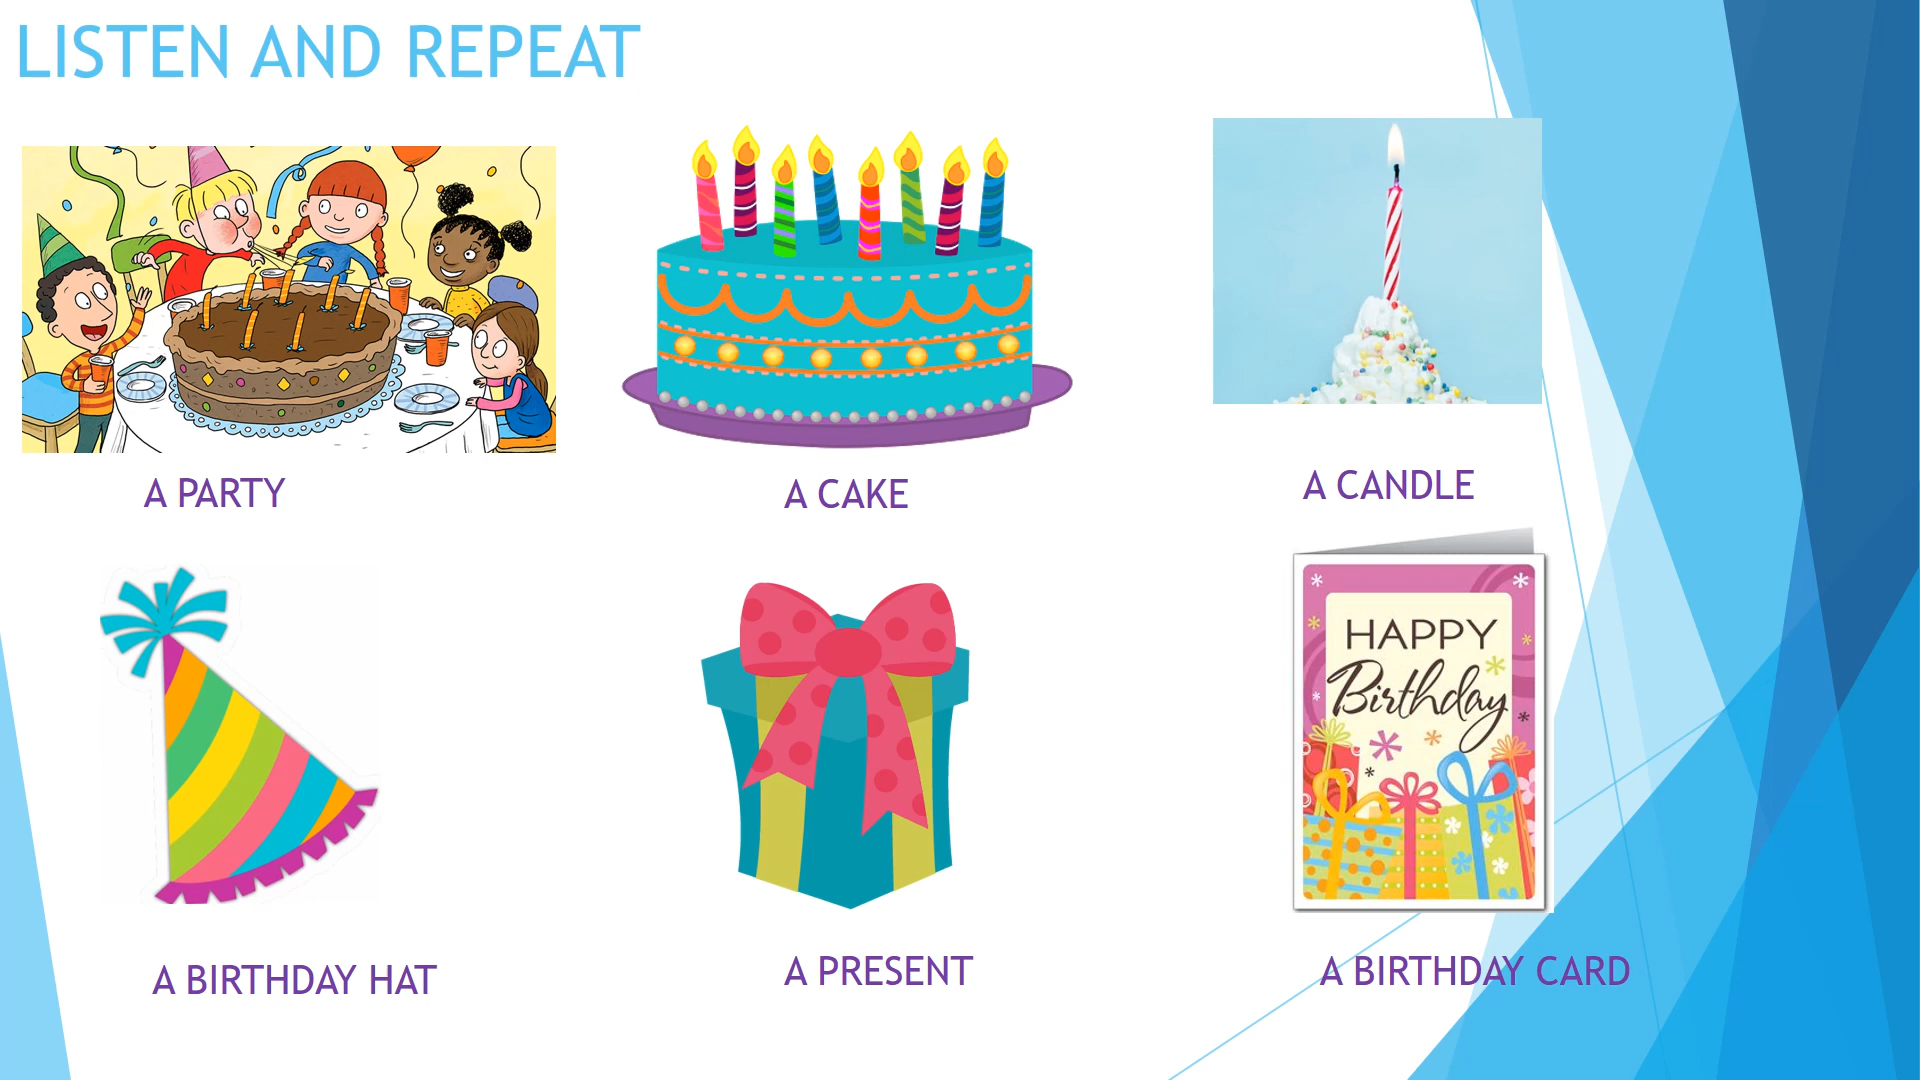 LISTEN AND REPEAT
A PARTY
A CAKE
A CANDLE
HAPPY
Birthday
A BIRTHDAY HAT
A PRESENT
A BIRTHDAY CARD